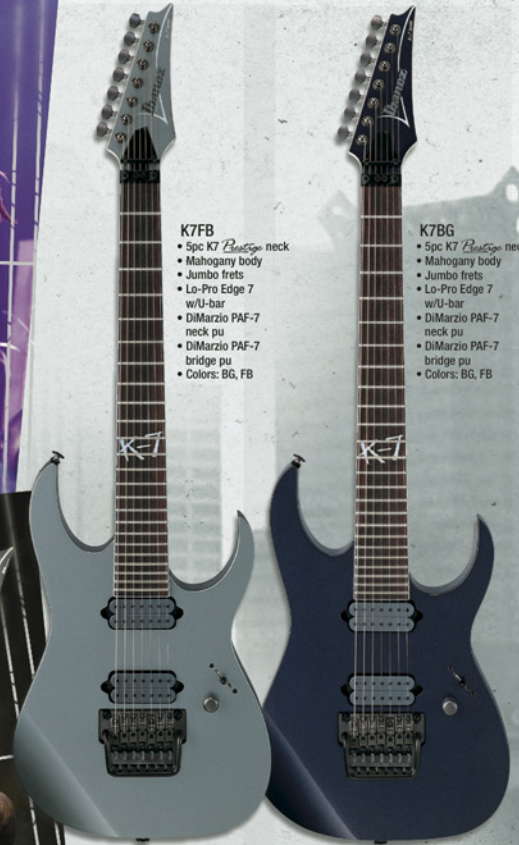 Ibanez
K7FB
• 5pc K7 Prestige neck
• Mahogany body
• Jumbo frets
• Lo-Pro Edge 7
w/U-bar
• DiMarzio PAF-7
neck pu
• DiMarzio PAF-7
bridge pu
• Colors: BG, FB
K-7
Ibanez
K7BG
• 5pc K7 Prestige
• Mahogany body
• Jumbo frets
• Lo-Pro Edge 7
w/U-bar
• DiMarzio PAF-7
neck pu
• DiMarzio PAF-7
bridge pu
• Colors: BG, FB
K-7